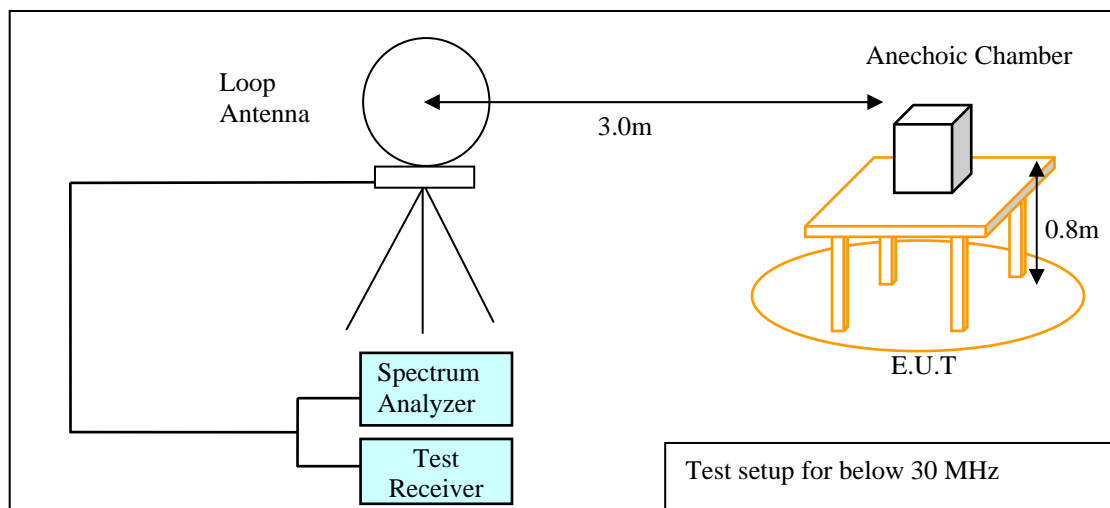 Anechoic Chamber
Loop
Antenna
3.0m
0.8m
E.U.T
Spectrum
Analyzer
Test
Receiver
Test setup for below 30 MHz